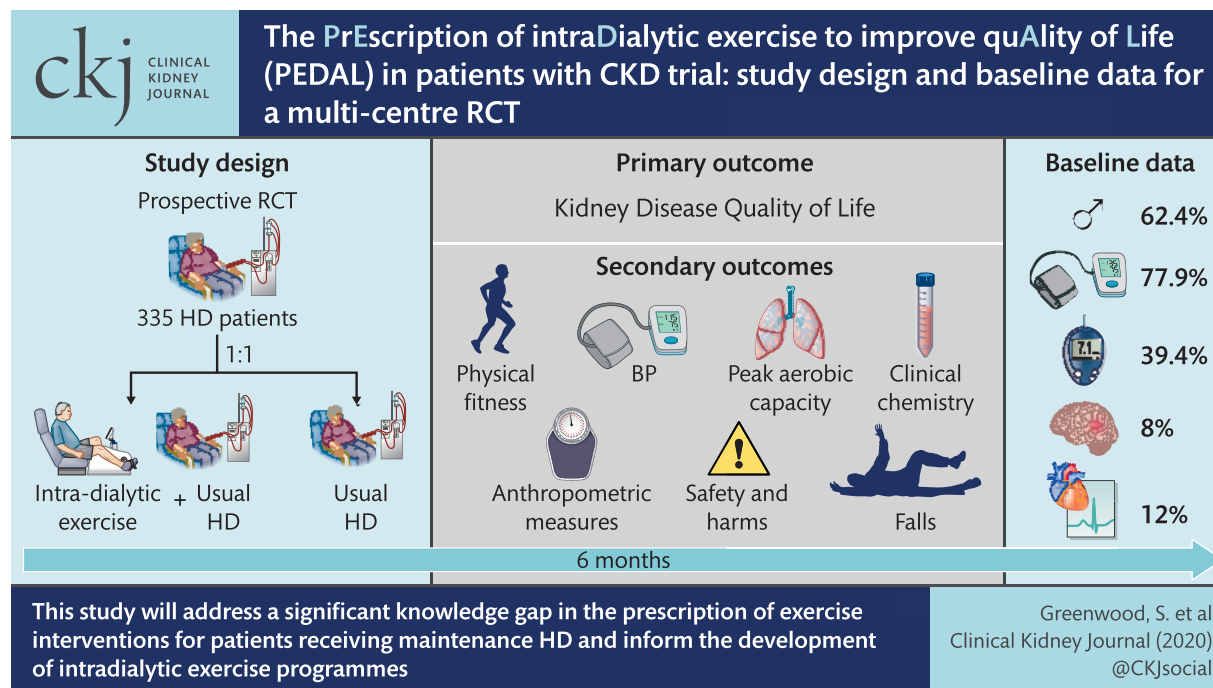 ckj
CLINICAL
KIDNEY
JOURNAL
The PrEscription of intraDialytic exercise to improve quAlity of Life
(PEDAL) in patients with CKD trial: study design and baseline data for
a multi-centre RCT
Study design
Prospective RCT
335 HD patients
1:1
Intra-dialytic
exercise
+
Usual
HD
Usual
HD
Primary outcome
Kidney Disease Quality of Life
Secondary outcomes
Physical
fitness
BP
Peak aerobic
capacity
Clinical
chemistry
Anthropometric
measures
Safety and
harms
Falls
Baseline data
62.4%
77.9%
7.1
39.4%
8%
12%
6 months
This study will address a significant knowledge gap in the prescription of exercise
interventions for patients receiving maintenance HD and inform the development
of intradialytic exercise programmes
Greenwood, S. et al
Clinical Kidney Journal (2020)
@CKJsocial